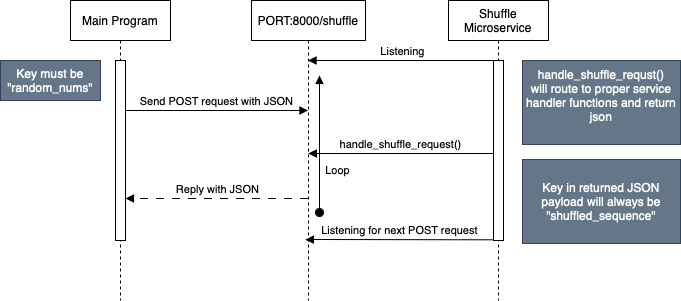 Main Program
PORT:8000/shuffle
Shuffle
Microservice
Listening
Key must be
"random_nums"
handle_shuffle_requst()
will route to proper service
handler functions and return
json
Send POST request with JSON
handle_shuffle_request()
Loop
Reply with JSON
Key in returned JSON
payload will always be
"shuffled_sequence"
Listening for next POST request